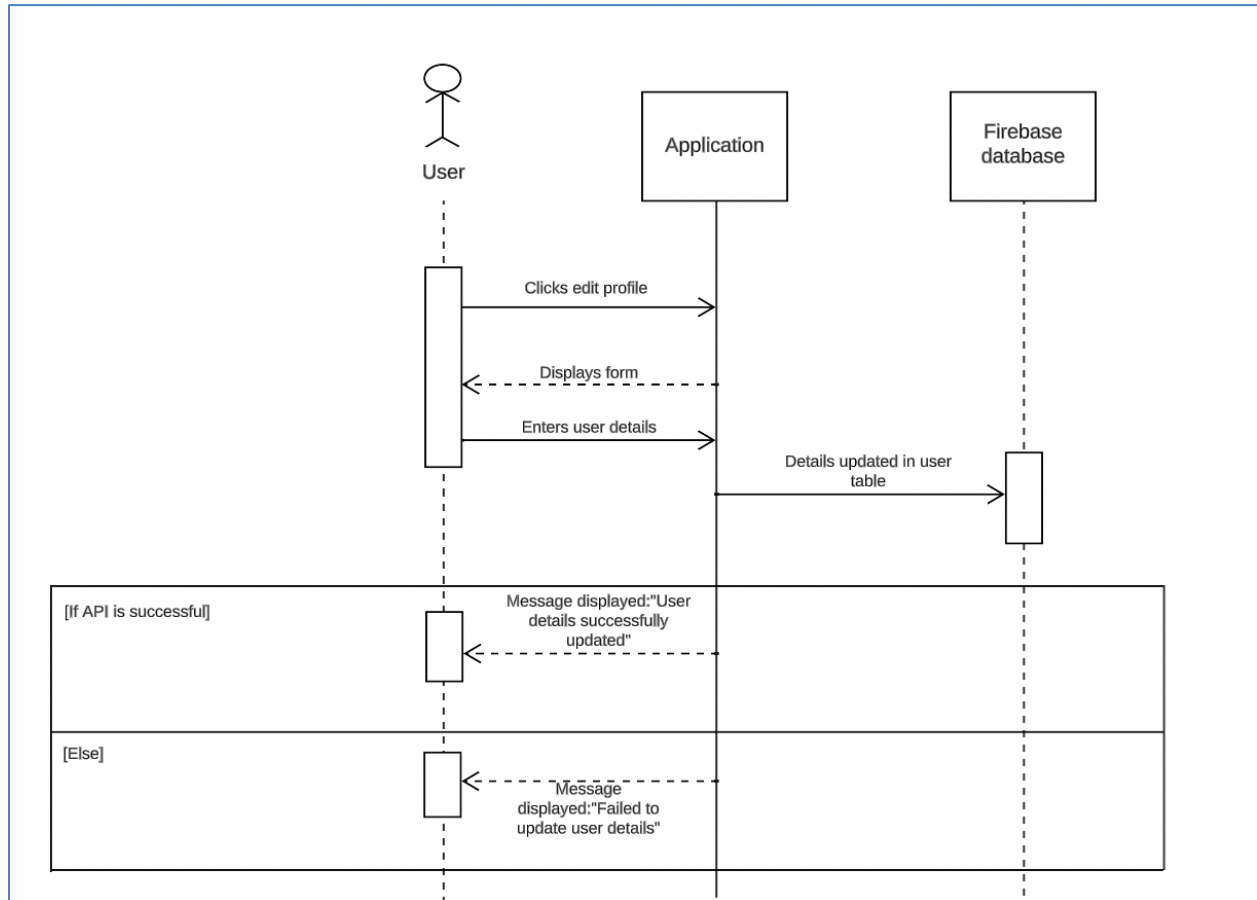 User
Application
Firebase
database
Clicks edit profile
Displays form
Enters user details
Details updated in user
table
[If API is successful]
Message displayed:"User
details successfully
updated"
[Else]
Message
displayed:"Failed to
update user details"